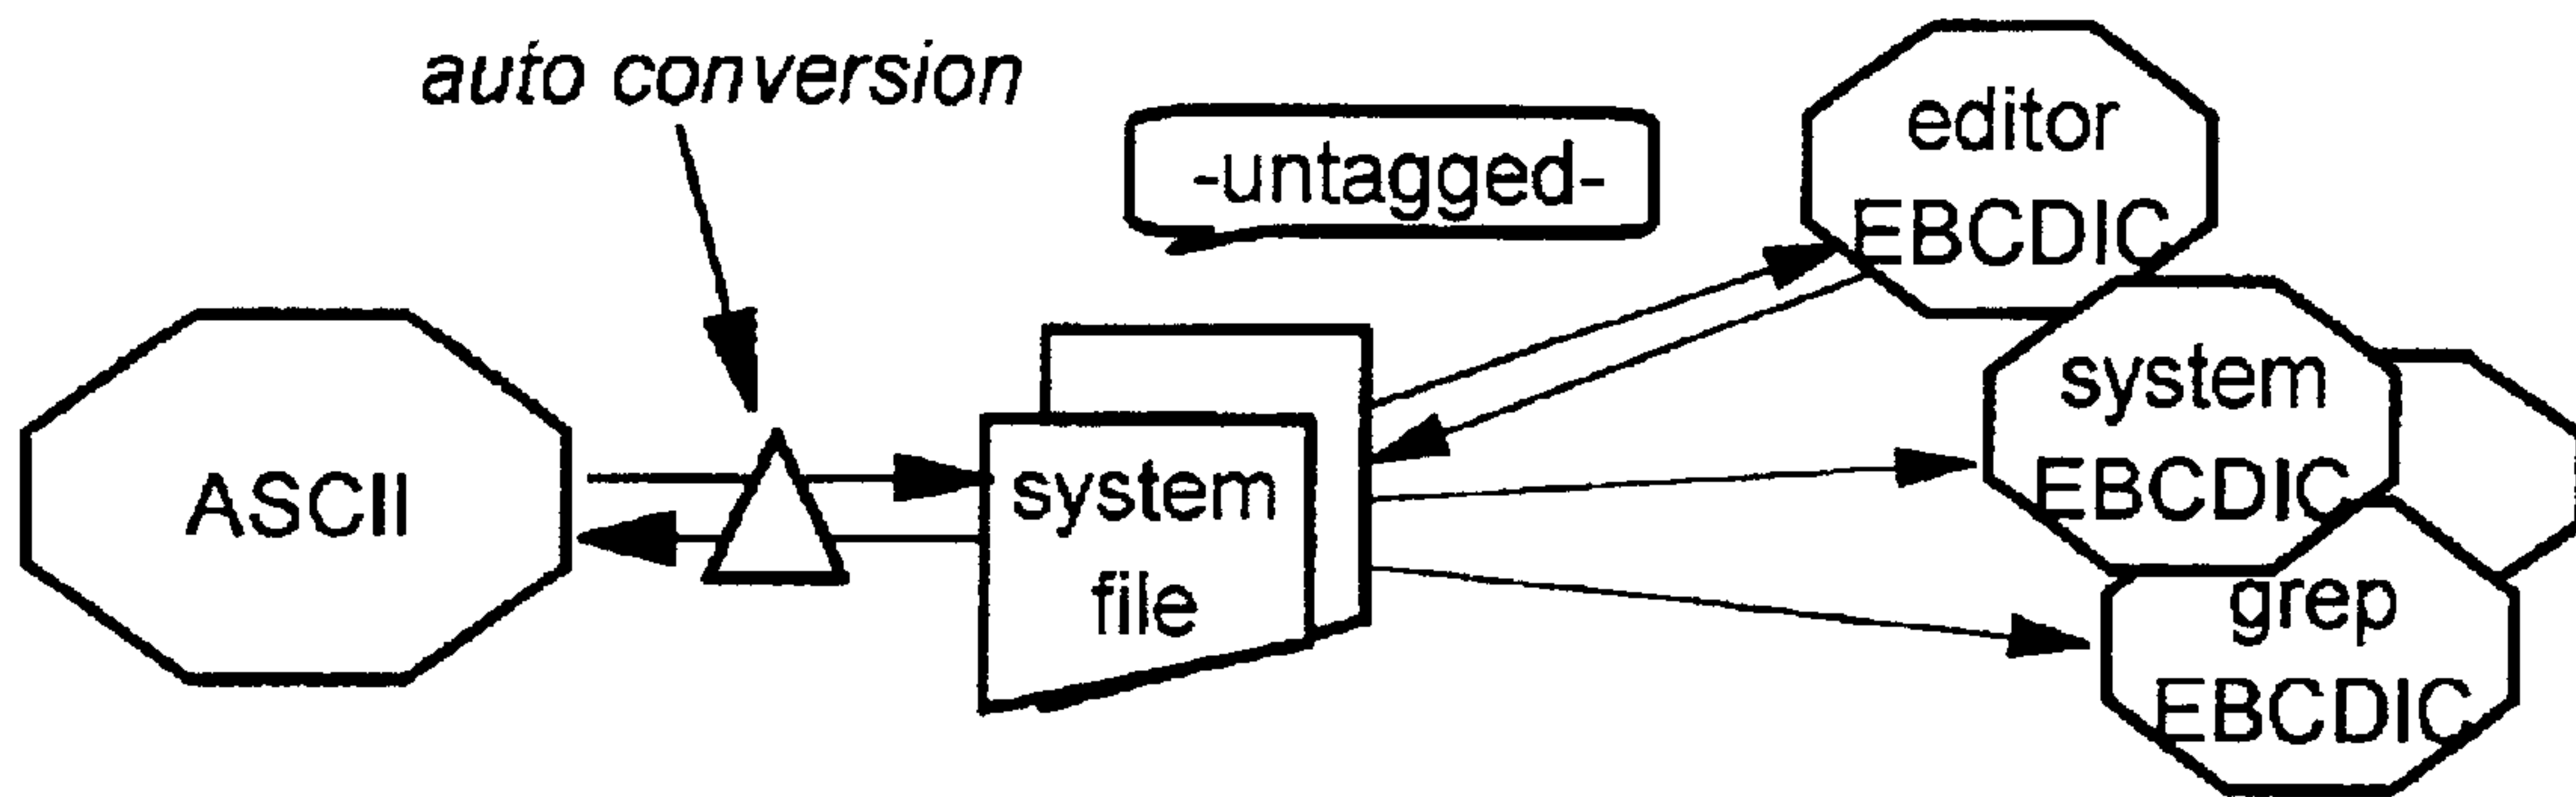 auto conversion
-untagged-
editor
EBCDIC
system
EBCDIC
ASCII
system
file
grep
EBCDIC